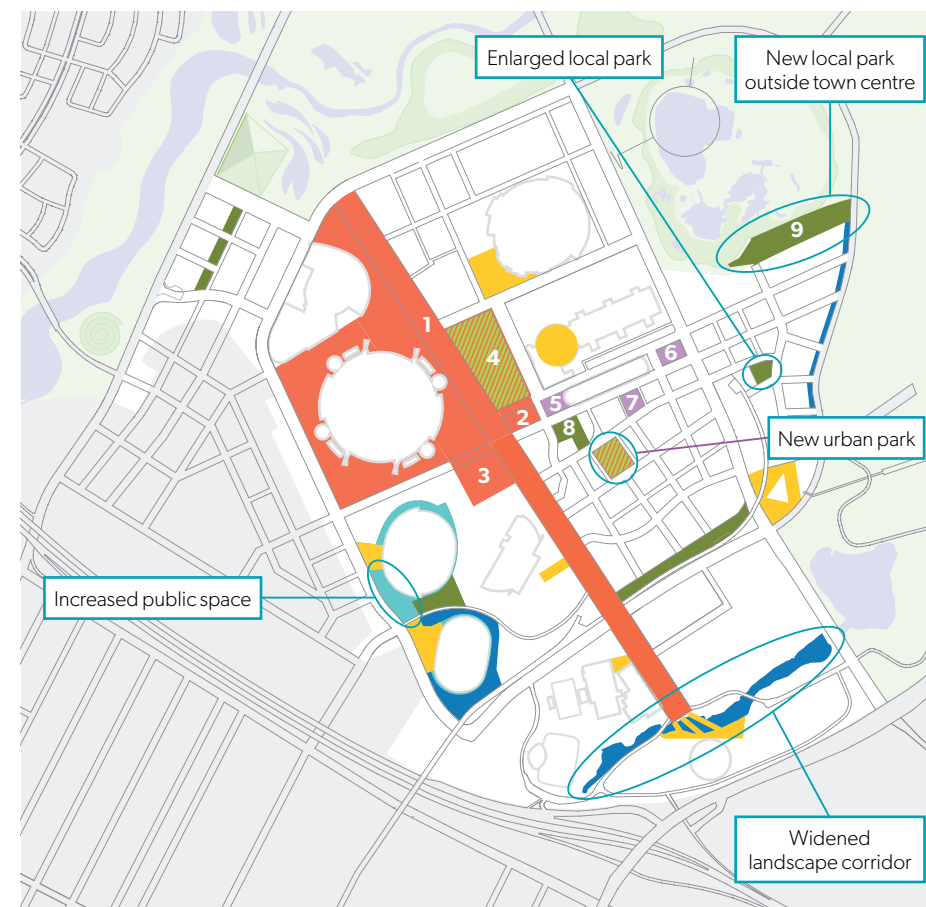 Enlarged local park
New local park
outside town centre
9
1
4
6
2
5
7
8
New urban park
3
Increased public space
Widened
landscape corridor